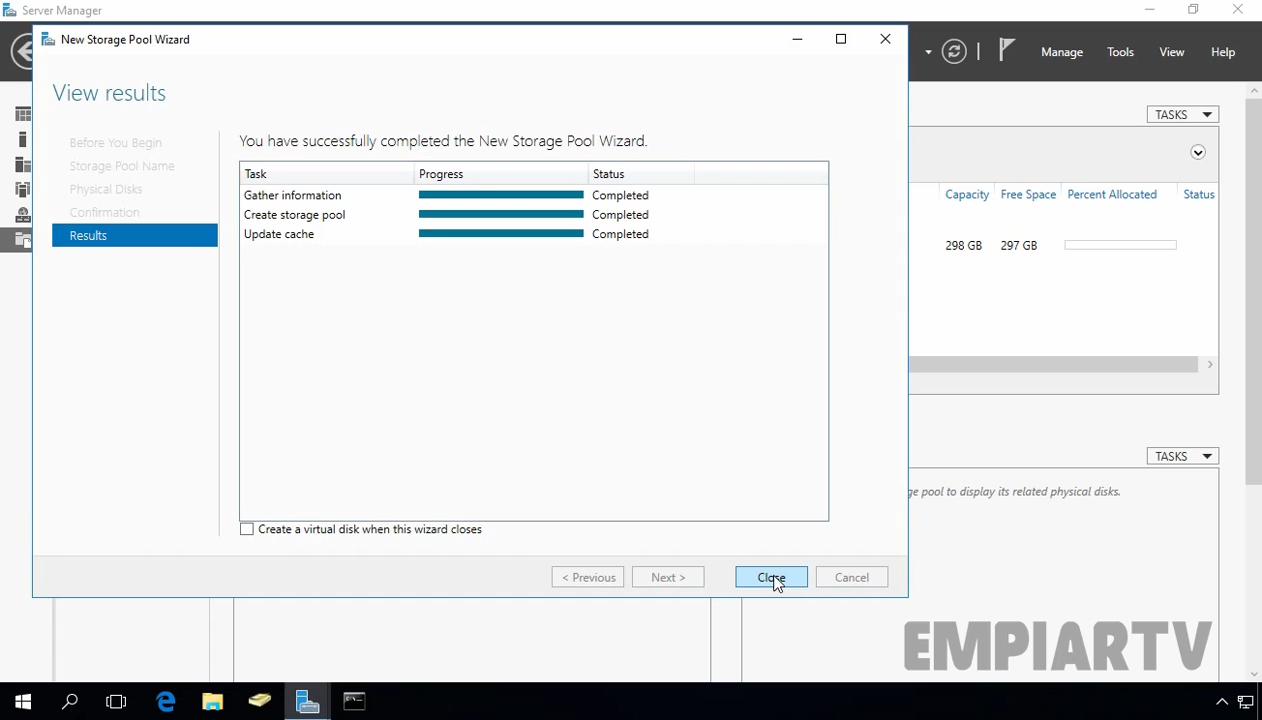 Server Manager
New Storage Pool Wizard
Manage Tools View Help
View results
Before You Begin
Storage Pool Name
Physical Disks
Confirmation
Results
You have successfully completed the New Storage Pool Wizard.
Task Progress Status
Gather information Completed
Create storage pool Completed
Update cache Completed
Create a virtual disk when this wizard closes
< Previous Next > Close Cancel
TASKS
Capacity Free Space Percent Allocated Status
298 GB 297 GB
TASKS
pool to display its related physical disks.
EMPIARTV